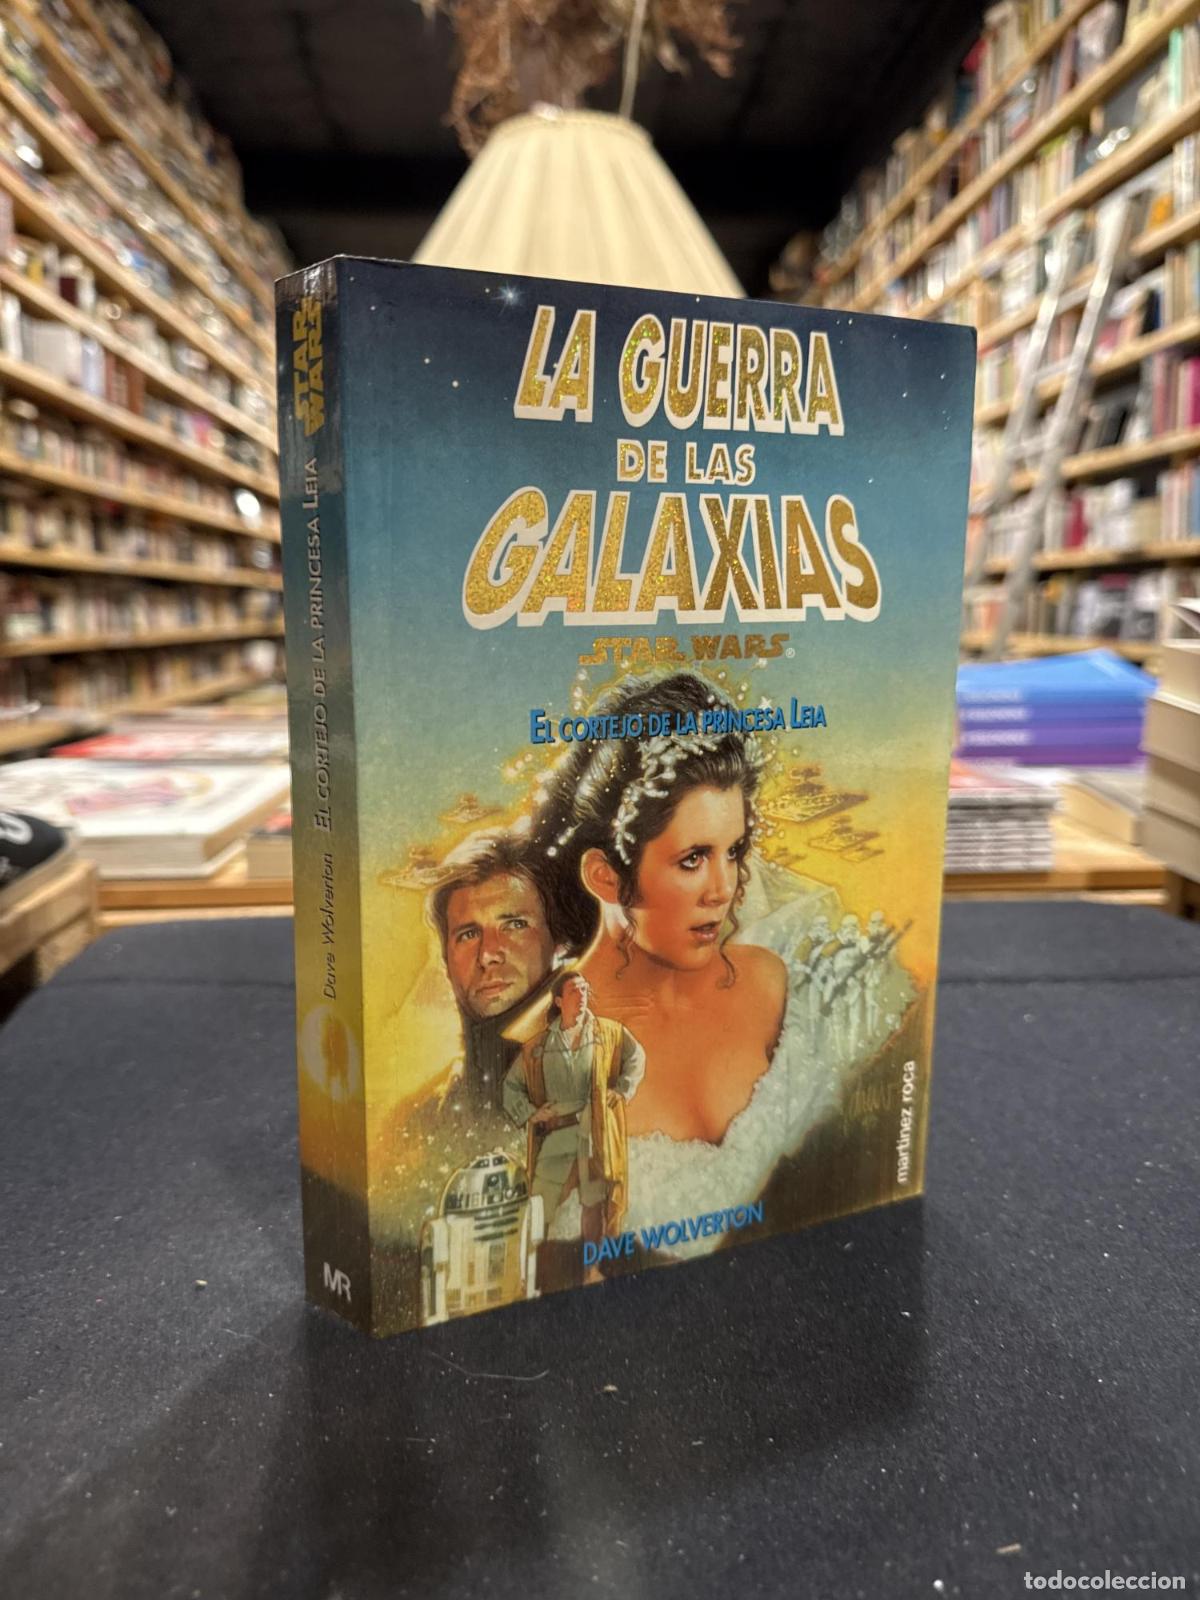 LA GUERRA
DE LAS
GALAXIAS
STAR WARS®
EL CORTEJO DE LA PRINCESA LEIA
martínez roca
DAVE WOLVERTON
STAR
WARS
EL CORTEJO DE LA PRINCESA LEIA
Dave Wolverton
MR
todocoleccion